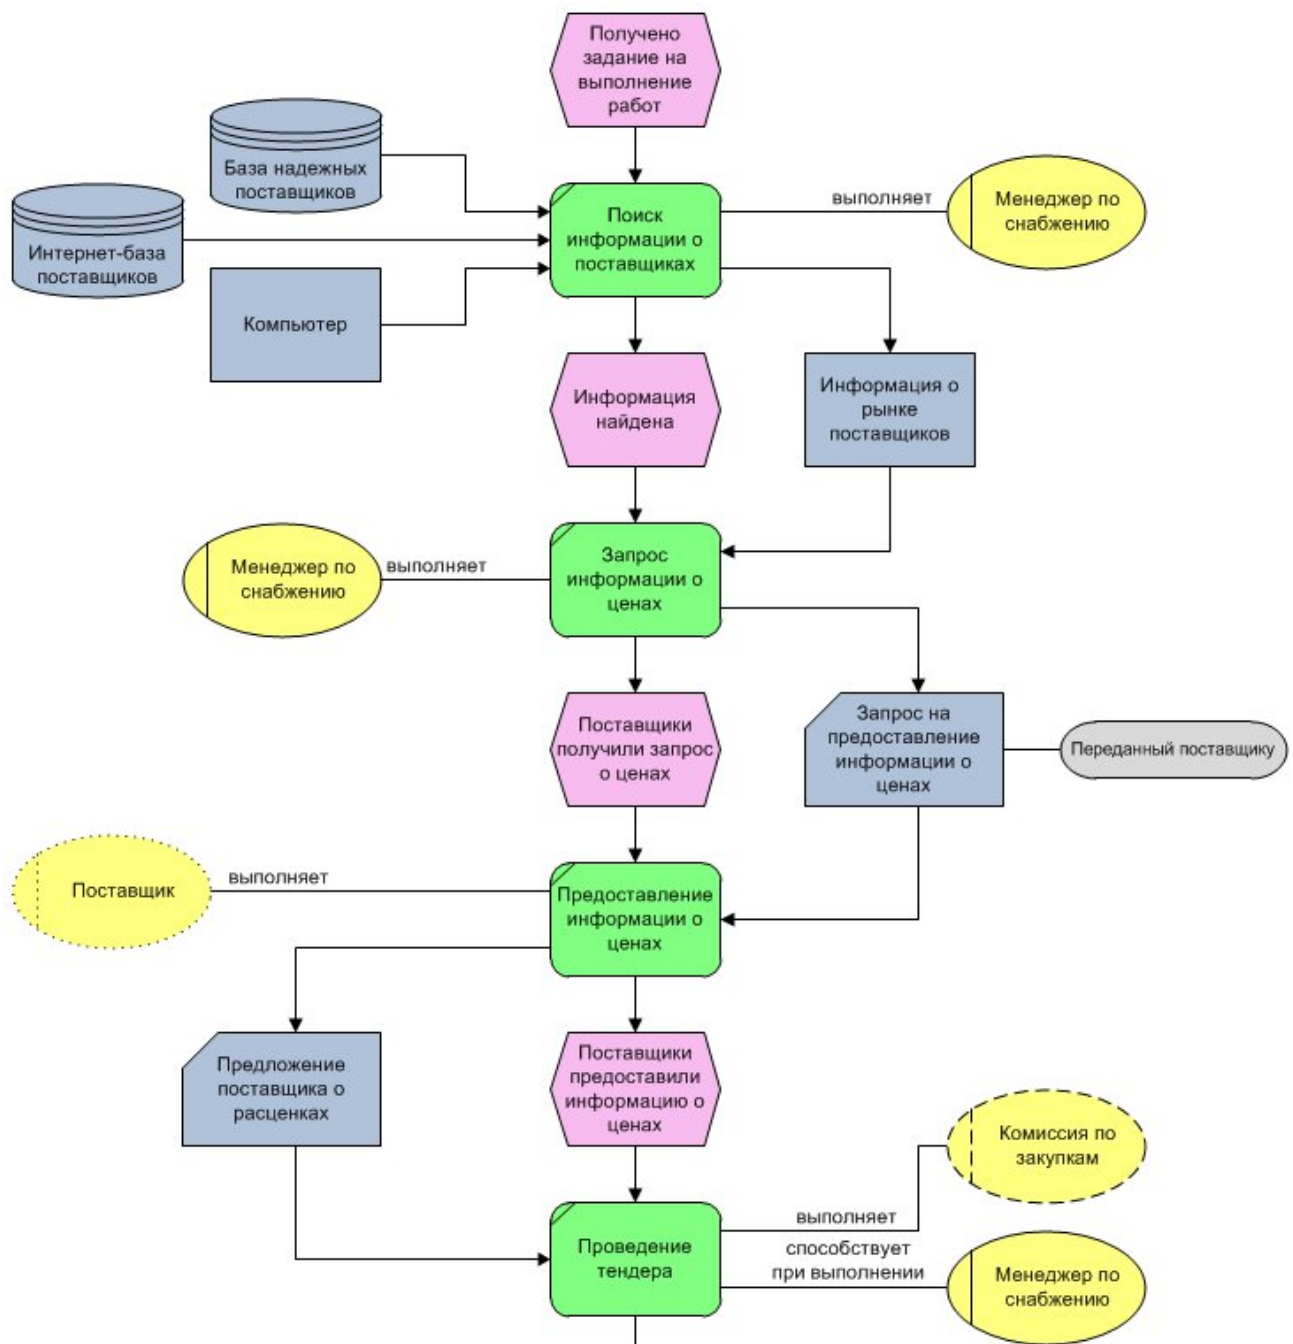 Получено
задание на
выполнение
работ
База надежных
поставщиков
Интернет-база
поставщиков
Компьютер
Поиск
информации о
поставщиках
выполняет
Менеджер по
снабжению
Информация
найдена
Информация о
рынке
поставщиков
Менеджер по
снабжению
выполняет
Запрос
информации о
ценах
Поставщики
получили запрос
о ценах
Запрос на
предоставление
информации о
ценах
Переданный поставщику
Поставщик
выполняет
Предоставление
информации о
ценах
Предложение
поставщика о
расценках
Поставщики
предоставили
информацию о
ценах
Комиссия по
закупкам
выполняет
Проведение
тендера
способствует
при выполнении
Менеджер по
снабжению